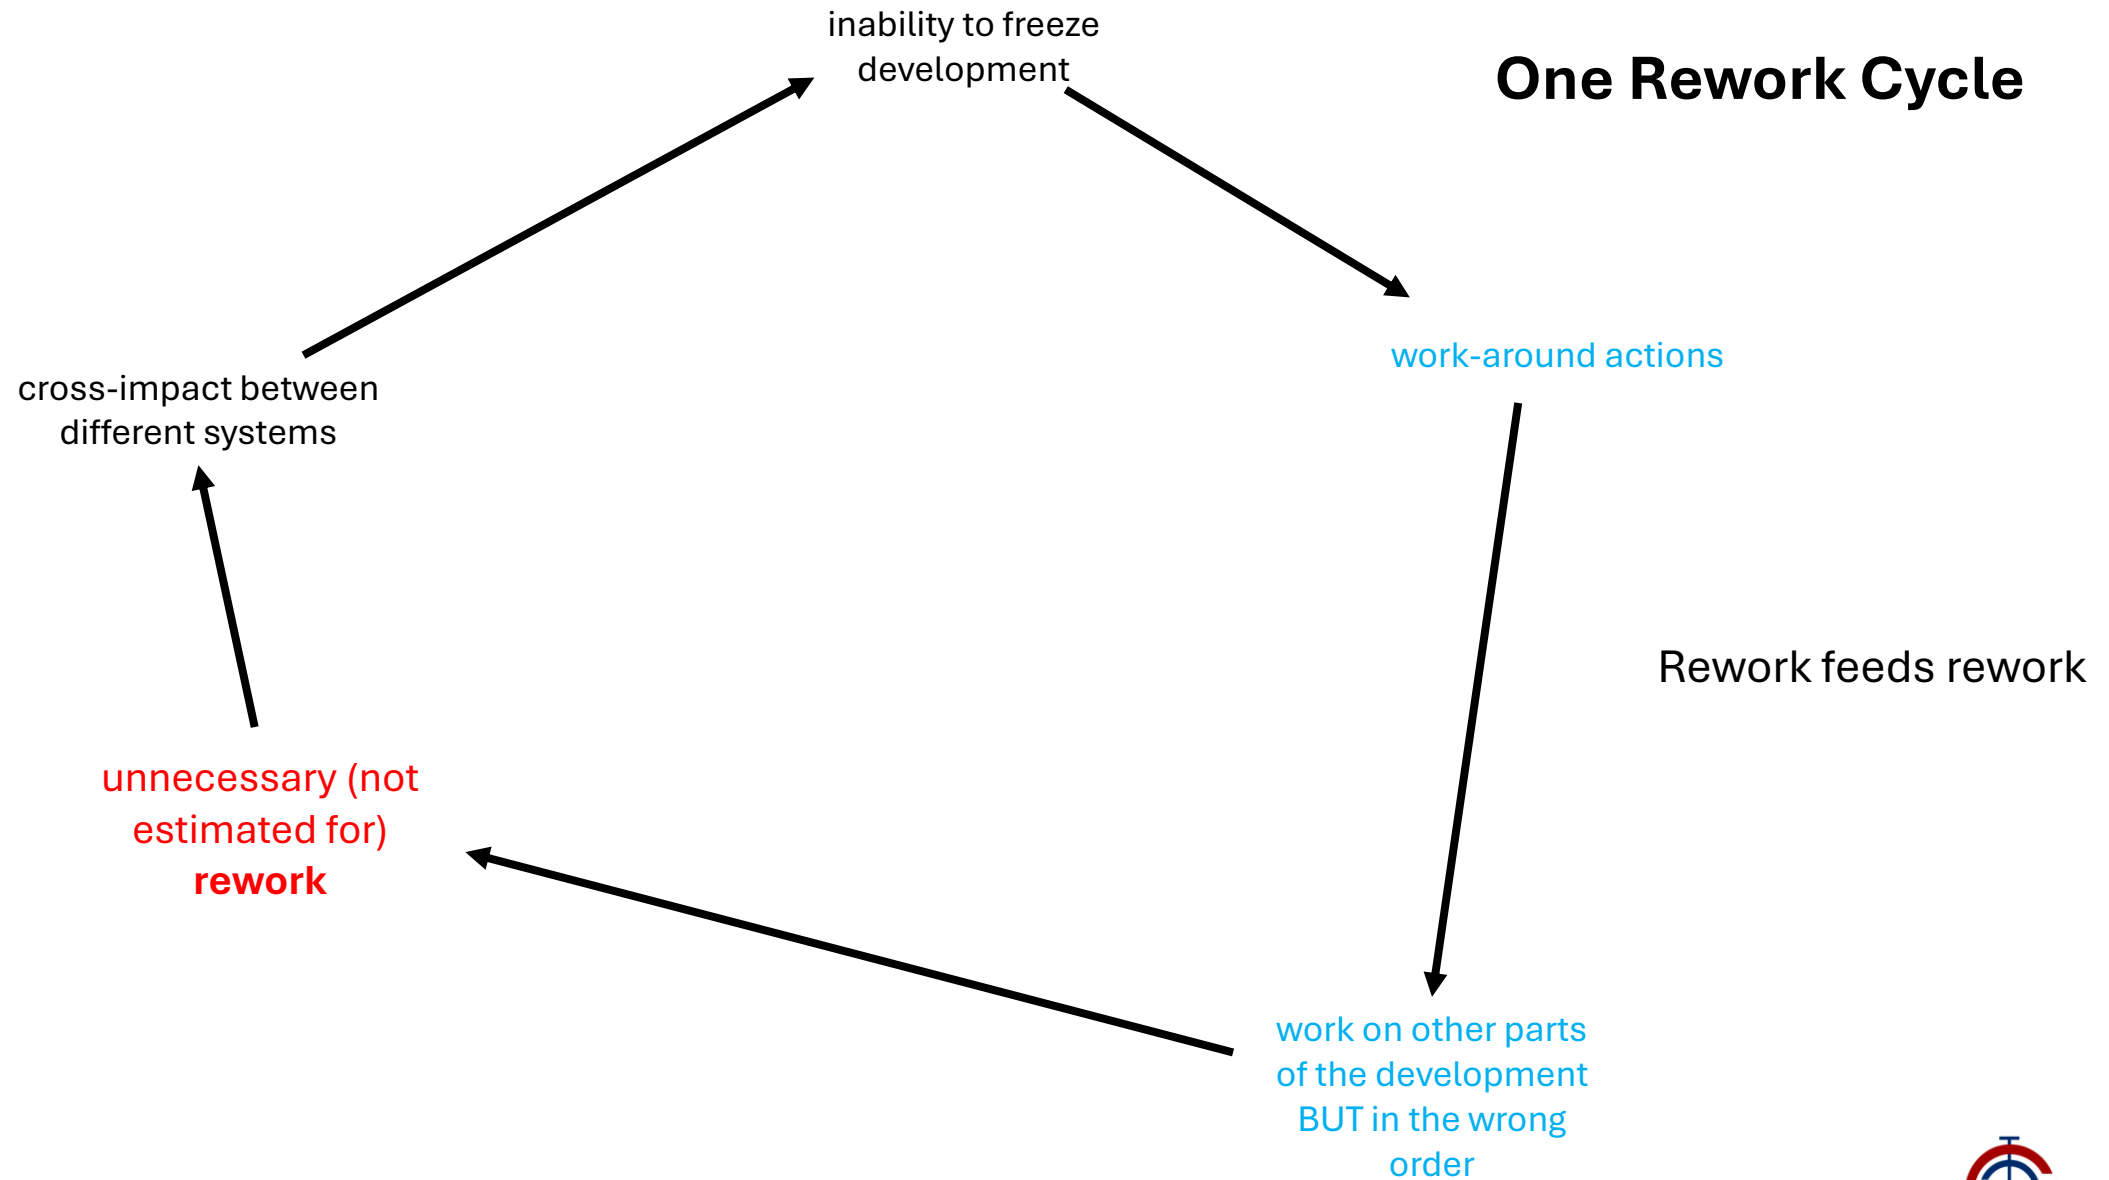 One Rework Cycle
inability to freeze
development
work-around actions
Rework feeds rework
work on other parts
of the development
BUT in the wrong
order
unnecessary (not
estimated for)
rework
cross-impact between
different systems